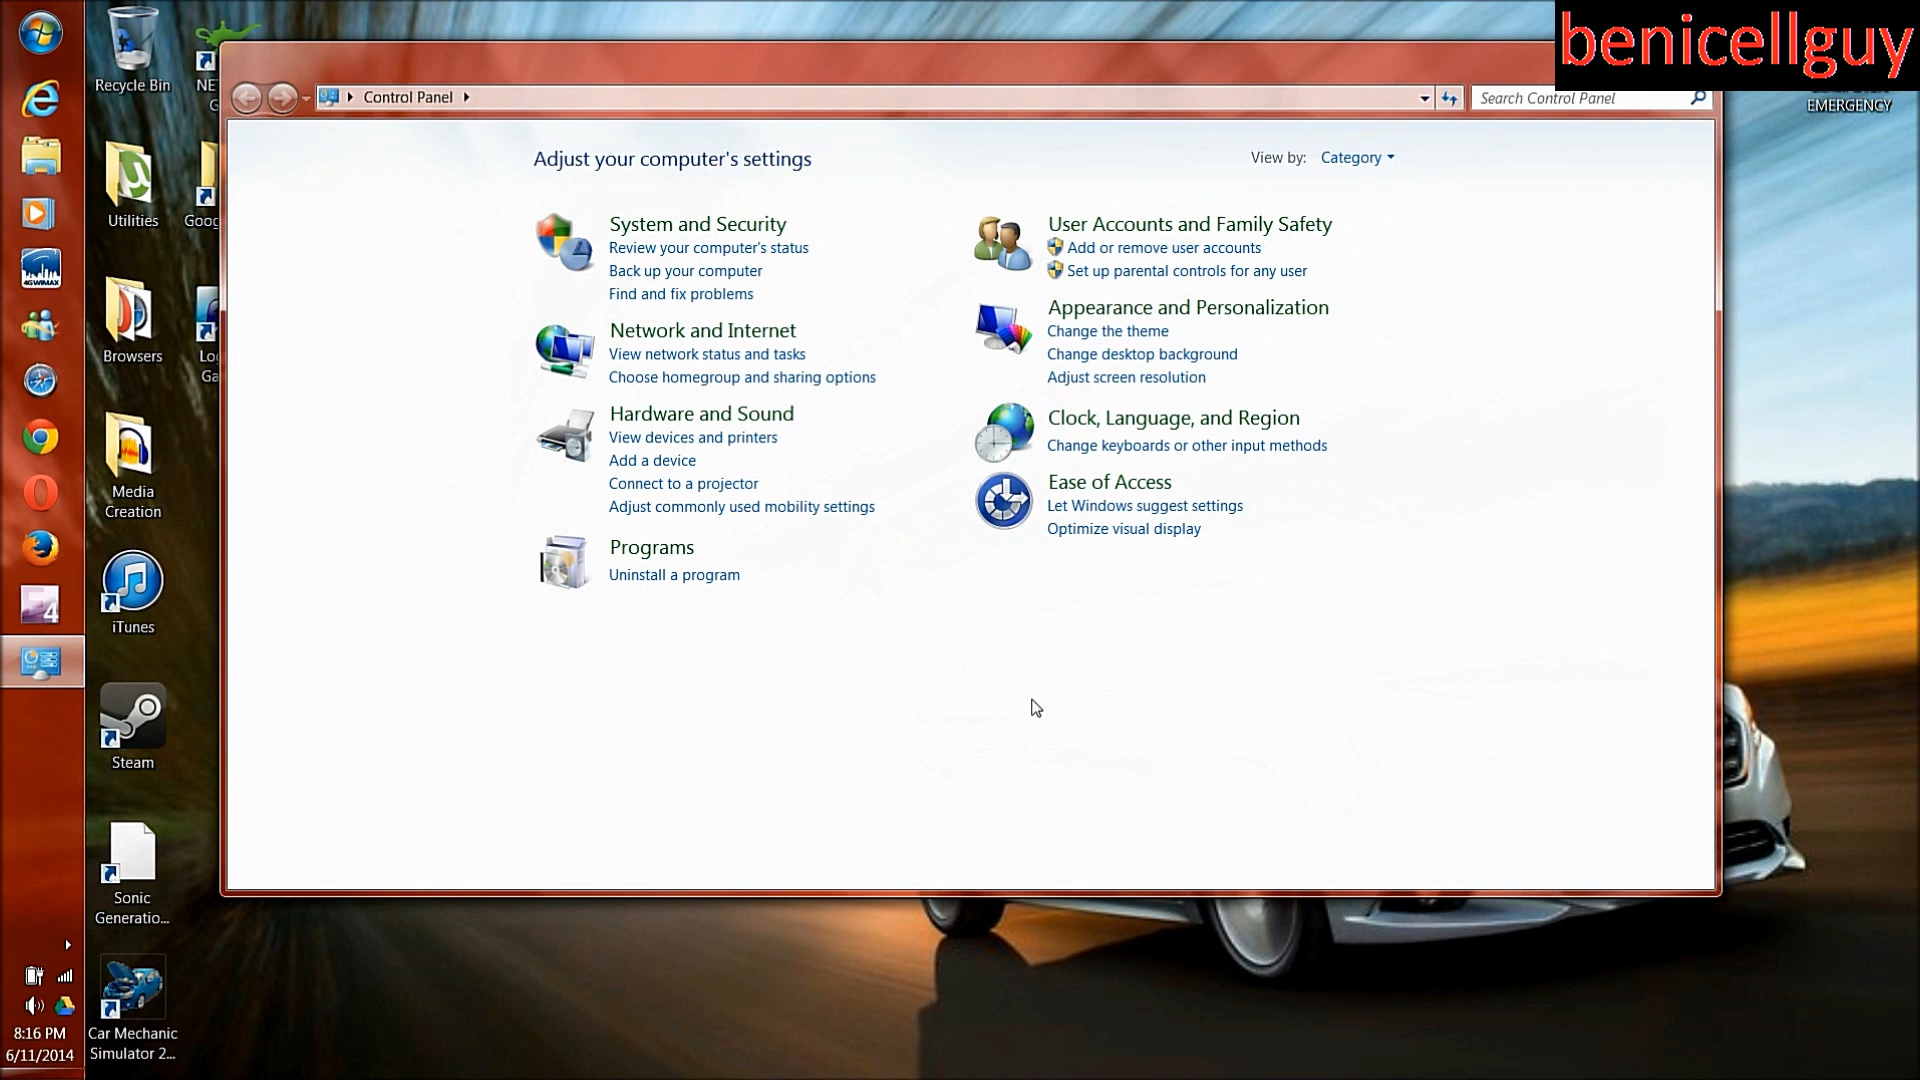 benicellguy
Recycle Bin
NE
G
EMERGENCY
Control Panel
Search Control Panel
Adjust your computer's settings
View by: Category
System and Security
Review your computer's status
Back up your computer
Find and fix problems
Network and Internet
View network status and tasks
Choose homegroup and sharing options
Hardware and Sound
View devices and printers
Add a device
Connect to a projector
Adjust commonly used mobility settings
Programs
Uninstall a program
User Accounts and Family Safety
Add or remove user accounts
Set up parental controls for any user
Appearance and Personalization
Change the theme
Change desktop background
Adjust screen resolution
Clock, Language, and Region
Change keyboards or other input methods
Ease of Access
Let Windows suggest settings
Optimize visual display
Utilities
Goog
4GWIMAX
Browsers
Lo
Ga
Media
Creation
4
iTunes
Steam
Sonic
Generatio...
Car Mechanic
Simulator 2...
8:16 PM
6/11/2014